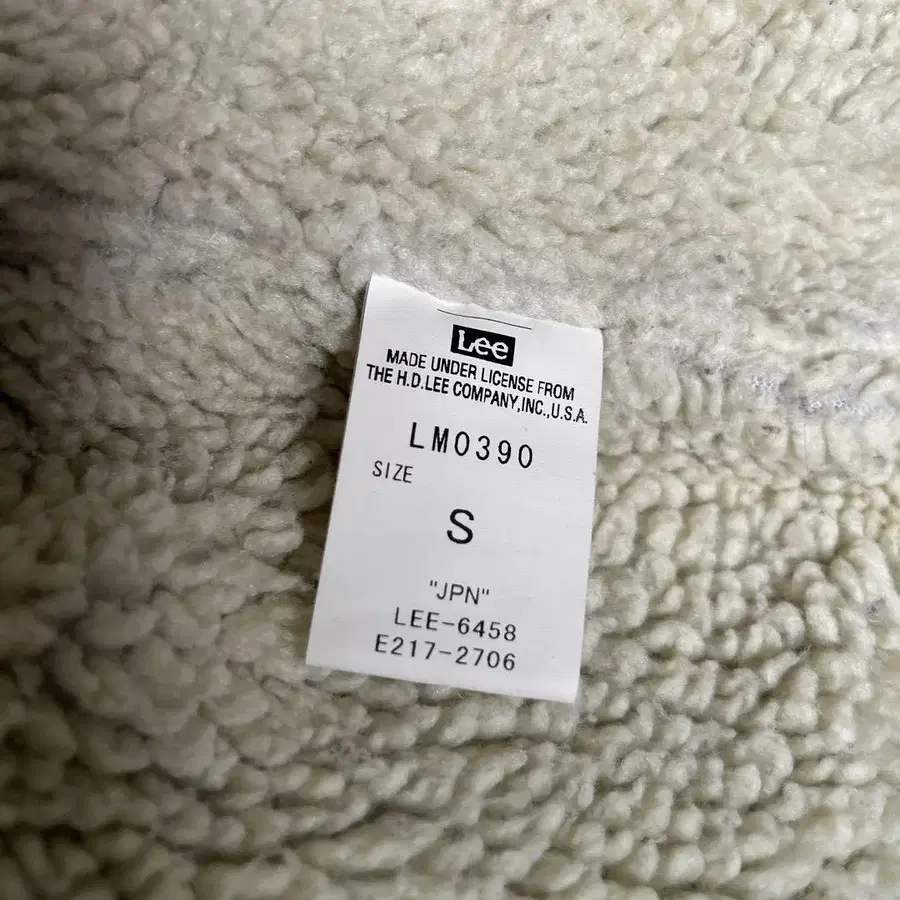 Lee
MADE UNDER LICENSE FROM
THE H.D.LEE COMPANY,INC.,U.S.A.
LM0390
SIZE
S
"JPN"
LEE-6458
E217-2706